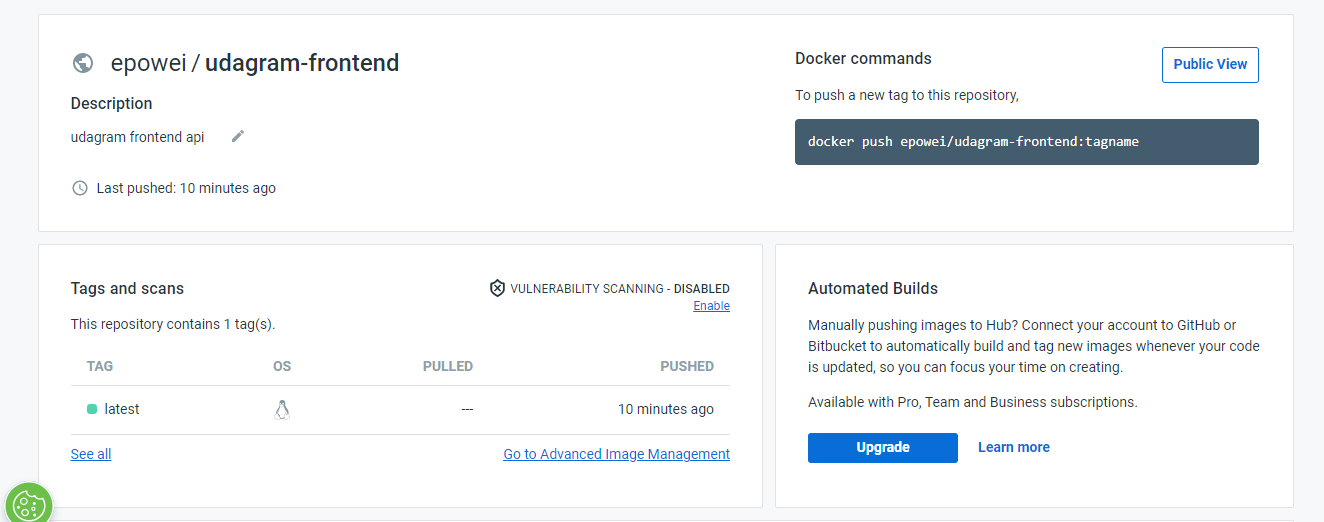 epowei / udagram-frontend
Description
udagram frontend api
Last pushed: 10 minutes ago
Docker commands
Public View
To push a new tag to this repository,
docker push epowei/udagram-frontend:tagname
Tags and scans
VULNERABILITY SCANNING - DISABLED
Enable
This repository contains 1 tag(s).
TAG OS PULLED PUSHED
latest --- 10 minutes ago
See all
Go to Advanced Image Management
Automated Builds
Manually pushing images to Hub? Connect your account to GitHub or
Bitbucket to automatically build and tag new images whenever your code
is updated, so you can focus your time on creating.
Available with Pro, Team and Business subscriptions.
Upgrade
Learn more